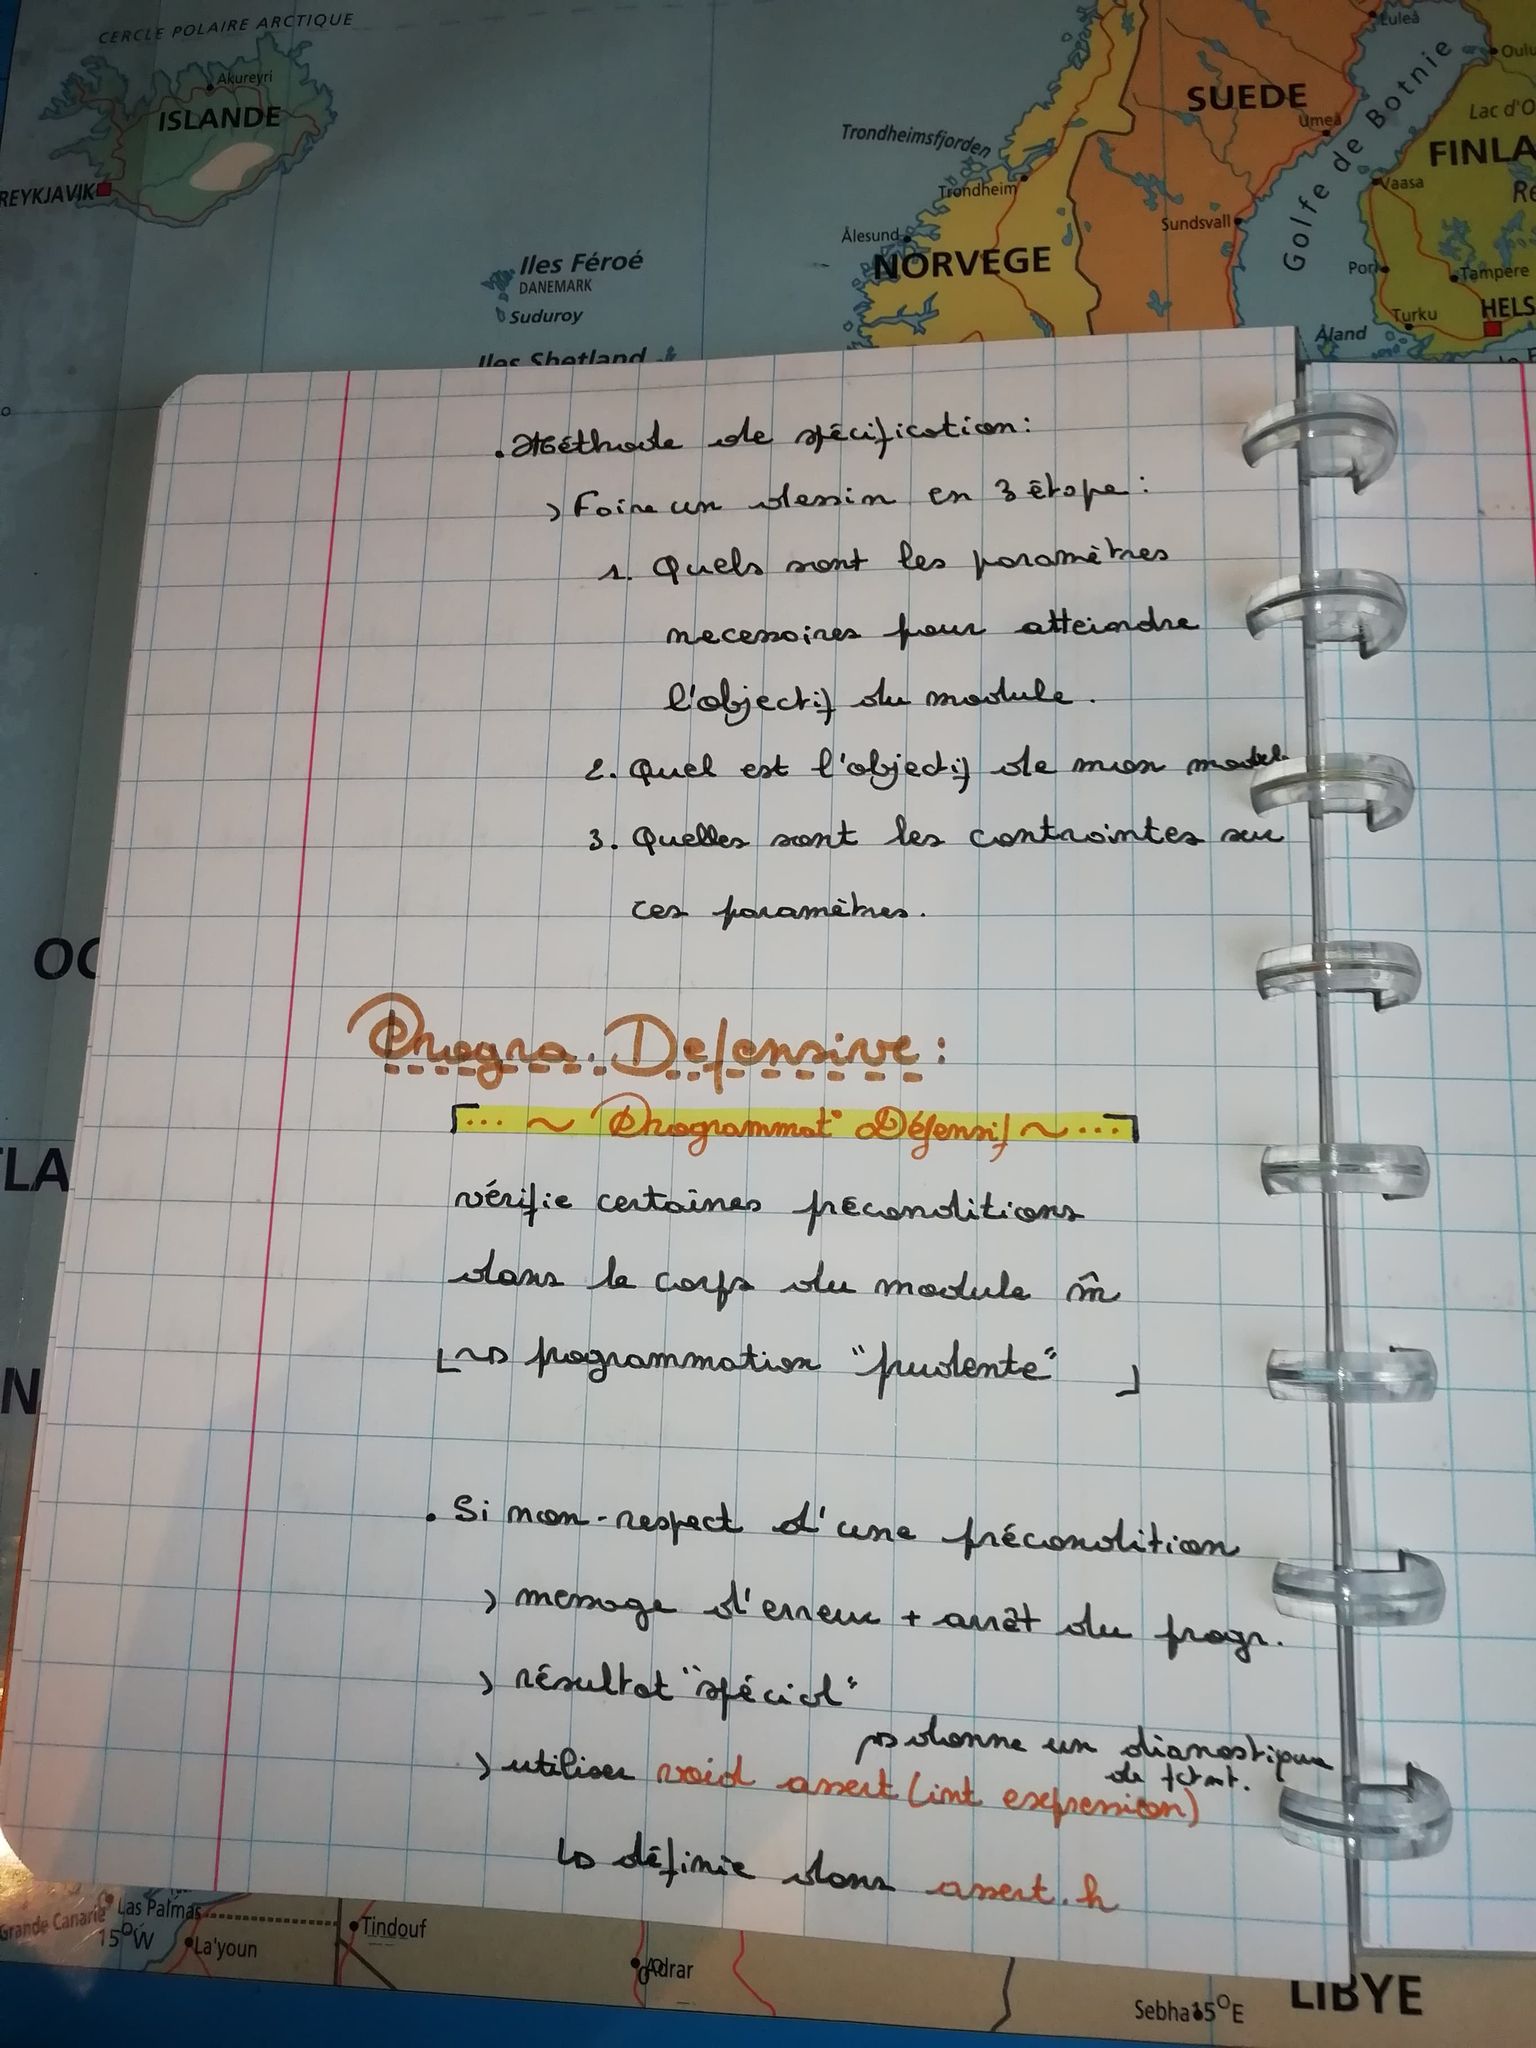 CERCLE POLAIRE ARCTIQUE
Akureyri
ISLANDE
REYKJAVIK
SUEDE
Luleå
Oulu
Golfe de Botnie
Umeå
Lac d'O
FINLA
Trondheimsfjorden
Trondheim
Vaasa
Sundsvall
Ålesund
NORVEGE
Iles Féroé
DANEMARK
Suduroy
Pori
Tampere
Turku
HELS
Åland
Iles Shetland
.Méthode de spécification:
> Faire un dessin en 3 étape:
1. Quels sont les paramètres
necessaires pour atteindre
l'objectif du module.
2. Quel est l'objectif de mon
3. Quelles sont les contraintes sur
ces paramètres.
Progra. Defensive:
... ~ Programmat° Défensif ~ ...
vérifie certaines préconditions
dans le corps du module m̂
↳ programmation "prudente"
. Si non-respect d'une précondition
> message d'erreur + arrêt du progr.
> résultat "spécial"
↳ donne un dianostique
de fctmt.
> utiliser void assert (int expression)
↳ définie dans assert.h
OC
LA
N
Grande Canarie
Las Palmas
15°W
La'youn
Tindouf
Adrar
Sebha
15°E
LIBYE